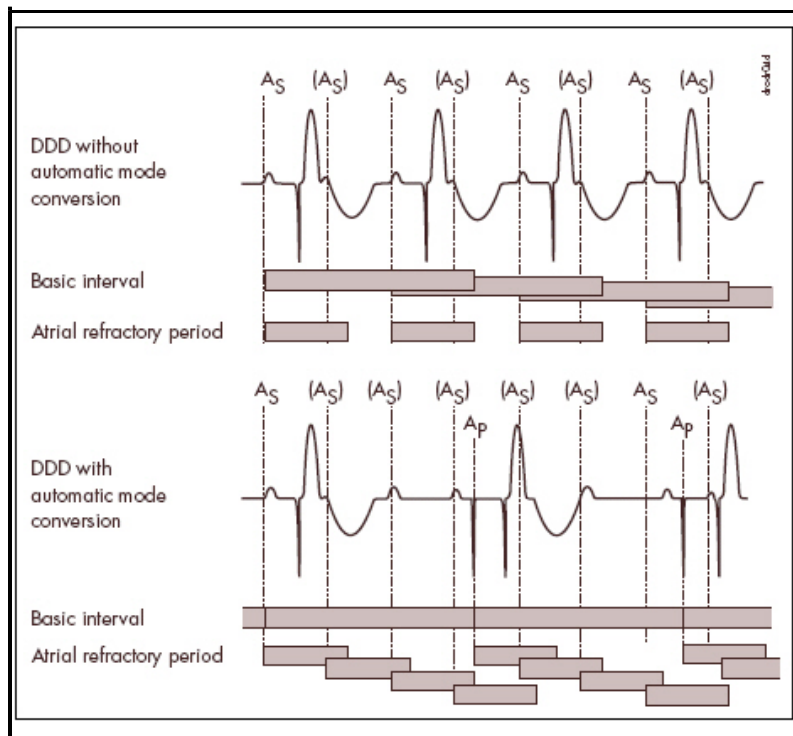 AS (AS) AS (AS) AS (AS) AS (AS)
DDD without
automatic mode
conversion
Basic interval
Atrial refractory period
AS (AS) (AS) (AS) (AS) (AS) AS (AS)
AP AP
DDD with
automatic mode
conversion
Basic interval
Atrial refractory period